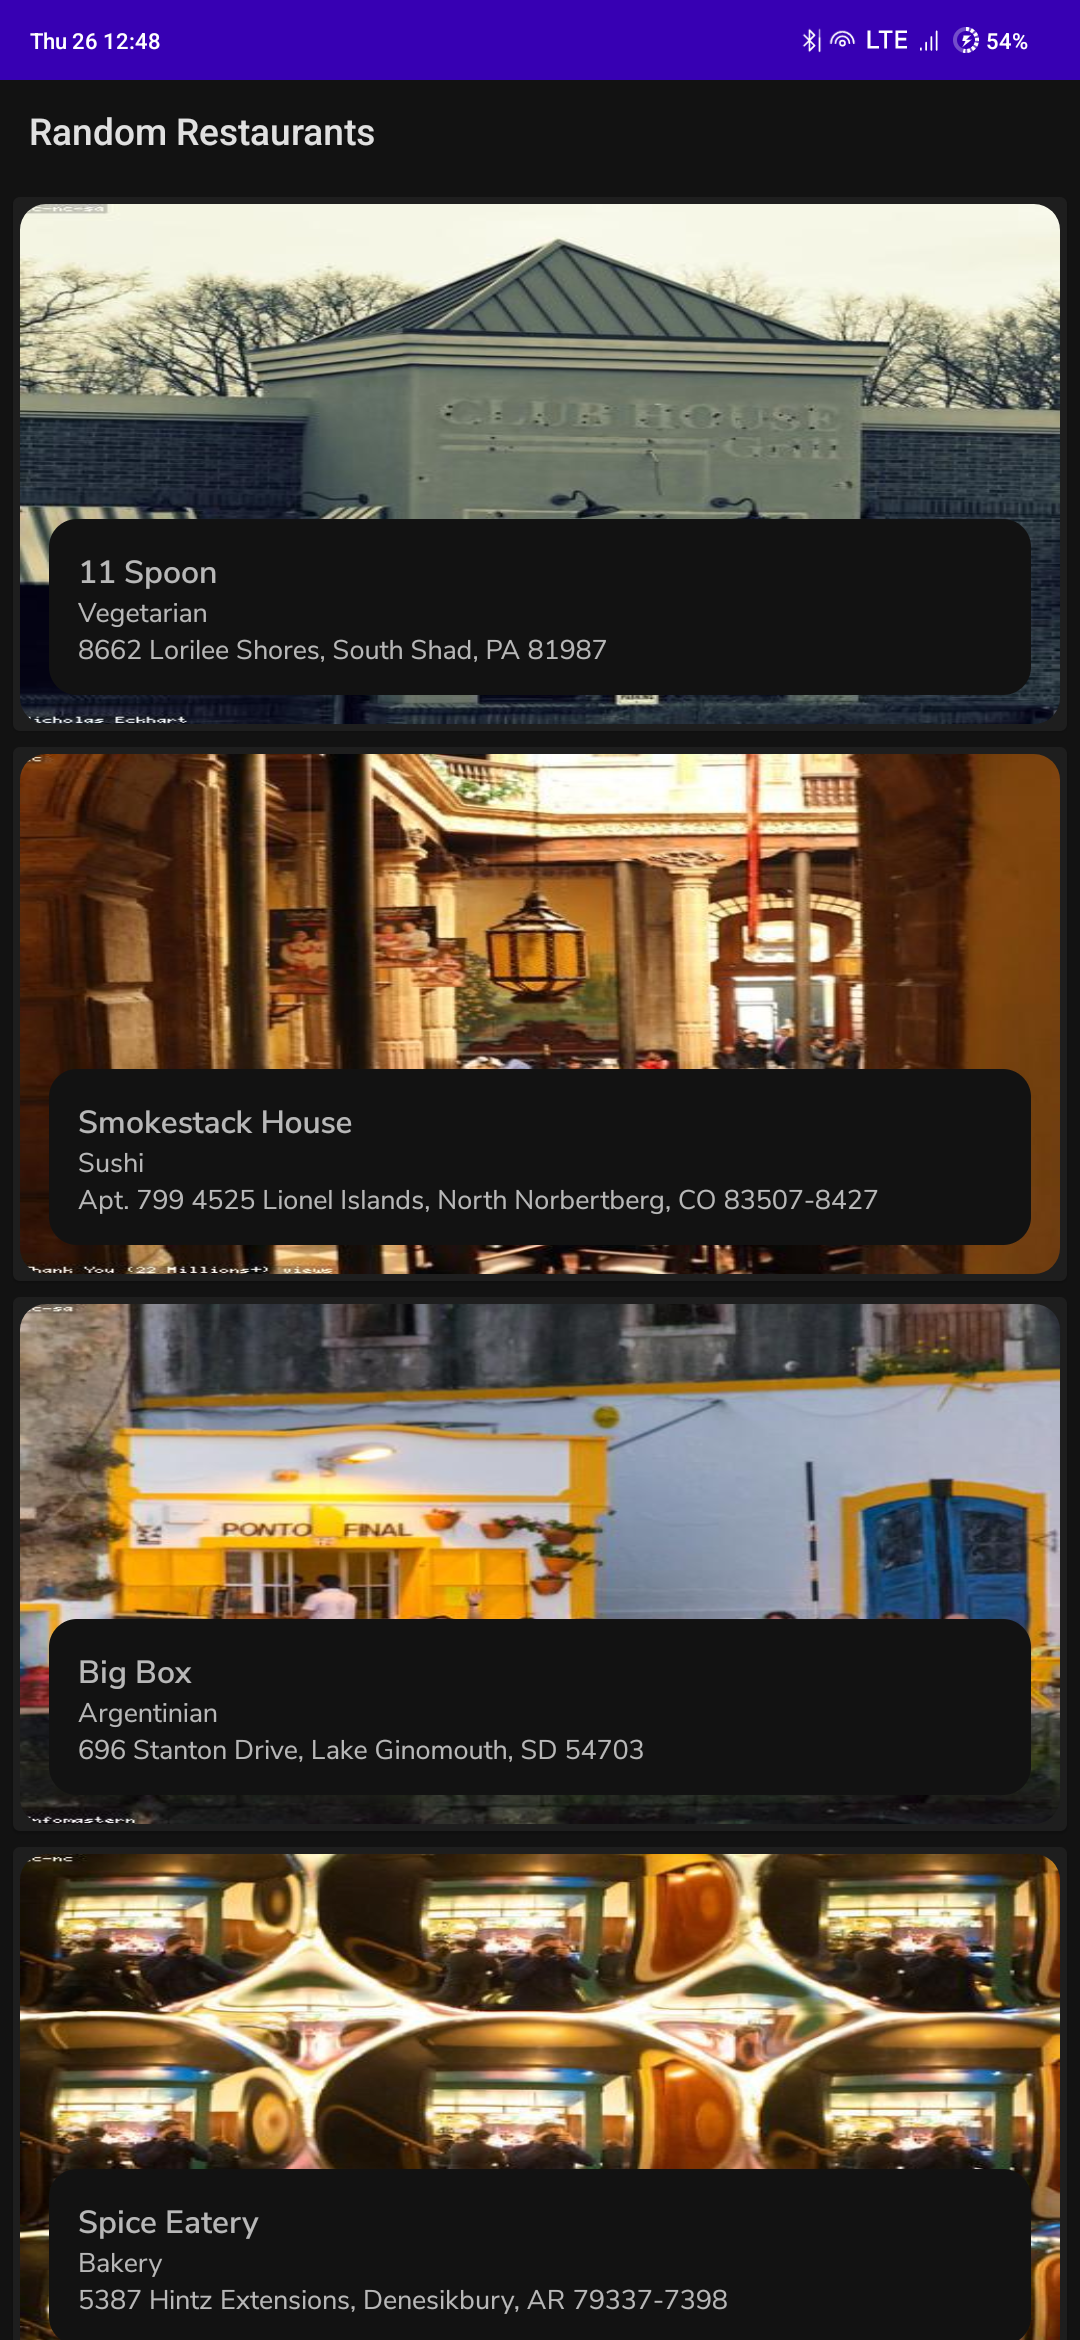 Thu 26 12:48
LTE
54%
Random Restaurants
c-nc-sa
CLUB HOUSE
Grill
PARKING
icholas Eckhart
11 Spoon
Vegetarian
8662 Lorilee Shores, South Shad, PA 81987
c
hank You (22 Millions+) views
Smokestack House
Sushi
Apt. 799 4525 Lionel Islands, North Norbertberg, CO 83507-8427
c-sa
PONTO FINAL
nfomastern
Big Box
Argentinian
696 Stanton Drive, Lake Ginomouth, SD 54703
c-nc
Spice Eatery
Bakery
5387 Hintz Extensions, Denesikbury, AR 79337-7398